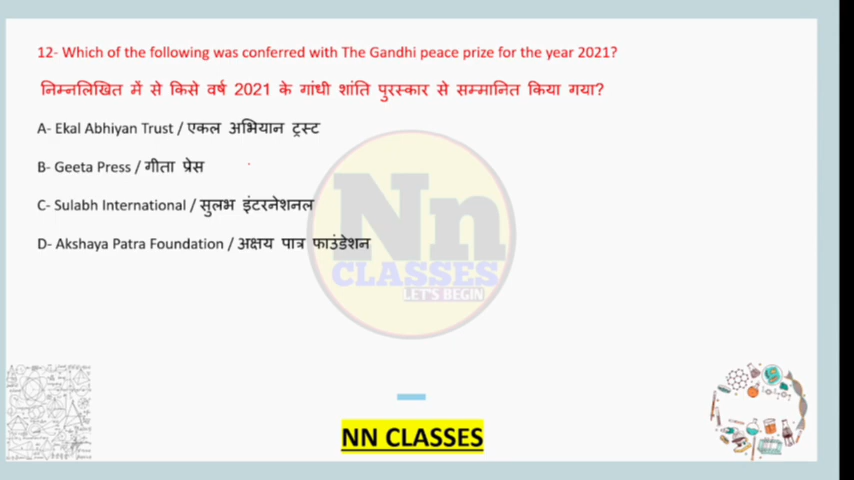 12- Which of the following was conferred with The Gandhi peace prize for the year 2021?
निम्नलिखित में से किसे वर्ष 2021 के गांधी शांति पुरस्कार से सम्मानित किया गया?
A- Ekal Abhiyan Trust / एकल अभियान ट्रस्ट
B- Geeta Press / गीता प्रेस
C- Sulabh International / सुलभ इंटरनेशनल
D- Akshaya Patra Foundation / अक्षय पात्र फाउंडेशन
Nn
CLASSES
LET'S BEGIN
NN CLASSES